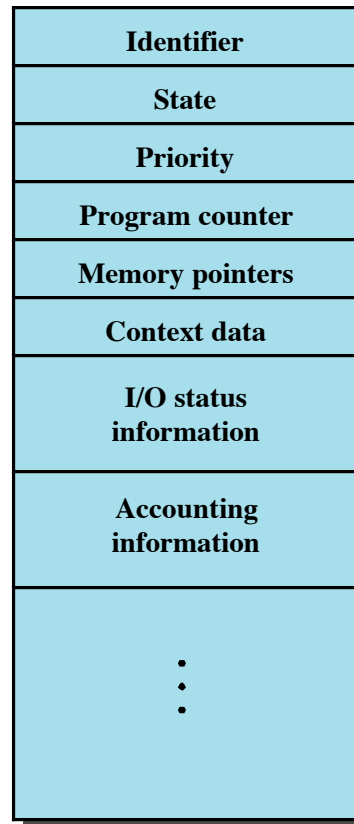 Identifier
State
Priority
Program counter
Memory pointers
Context data
I/O status
information
Accounting
information